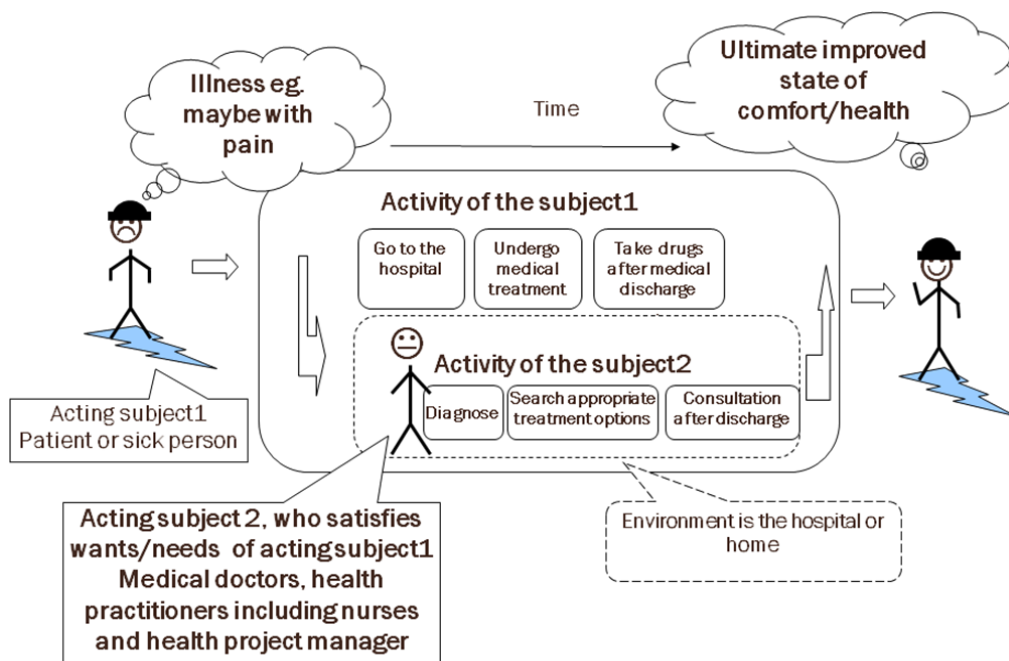 Illness eg.
maybe with
pain
Time
Ultimate improved
state of
comfort/health
Activity of the subject1
Go to the
hospital
Undergo
medical
treatment
Take drugs
after medical
discharge
Activity of the subject2
Diagnose
Search appropriate
treatment options
Consultation
after discharge
Acting subject1
Patient or sick person
Acting subject 2, who satisfies
wants/needs of acting subject1
Medical doctors, health
practitioners including nurses
and health project manager
Environment is the hospital or
home